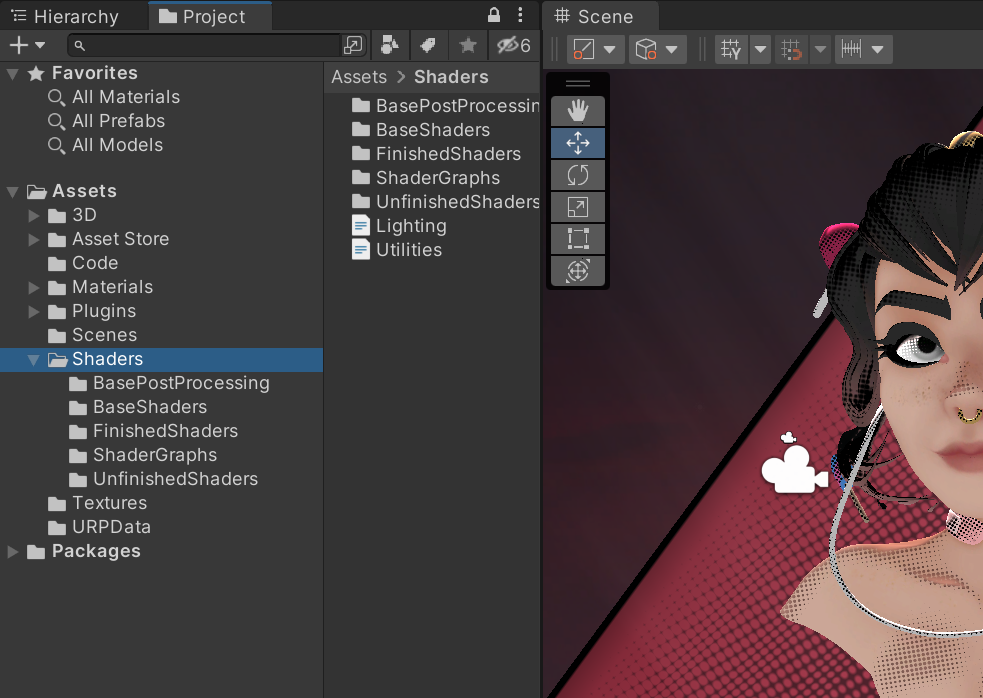 Hierarchy
Project
Scene
6
Y
Favorites
All Materials
All Prefabs
All Models
Assets
3D
Asset Store
Code
Materials
Plugins
Scenes
Shaders
BasePostProcessing
BaseShaders
FinishedShaders
ShaderGraphs
UnfinishedShaders
Textures
URPData
Packages
Assets > Shaders
BasePostProcessin
BaseShaders
FinishedShaders
ShaderGraphs
UnfinishedShaders
Lighting
Utilities